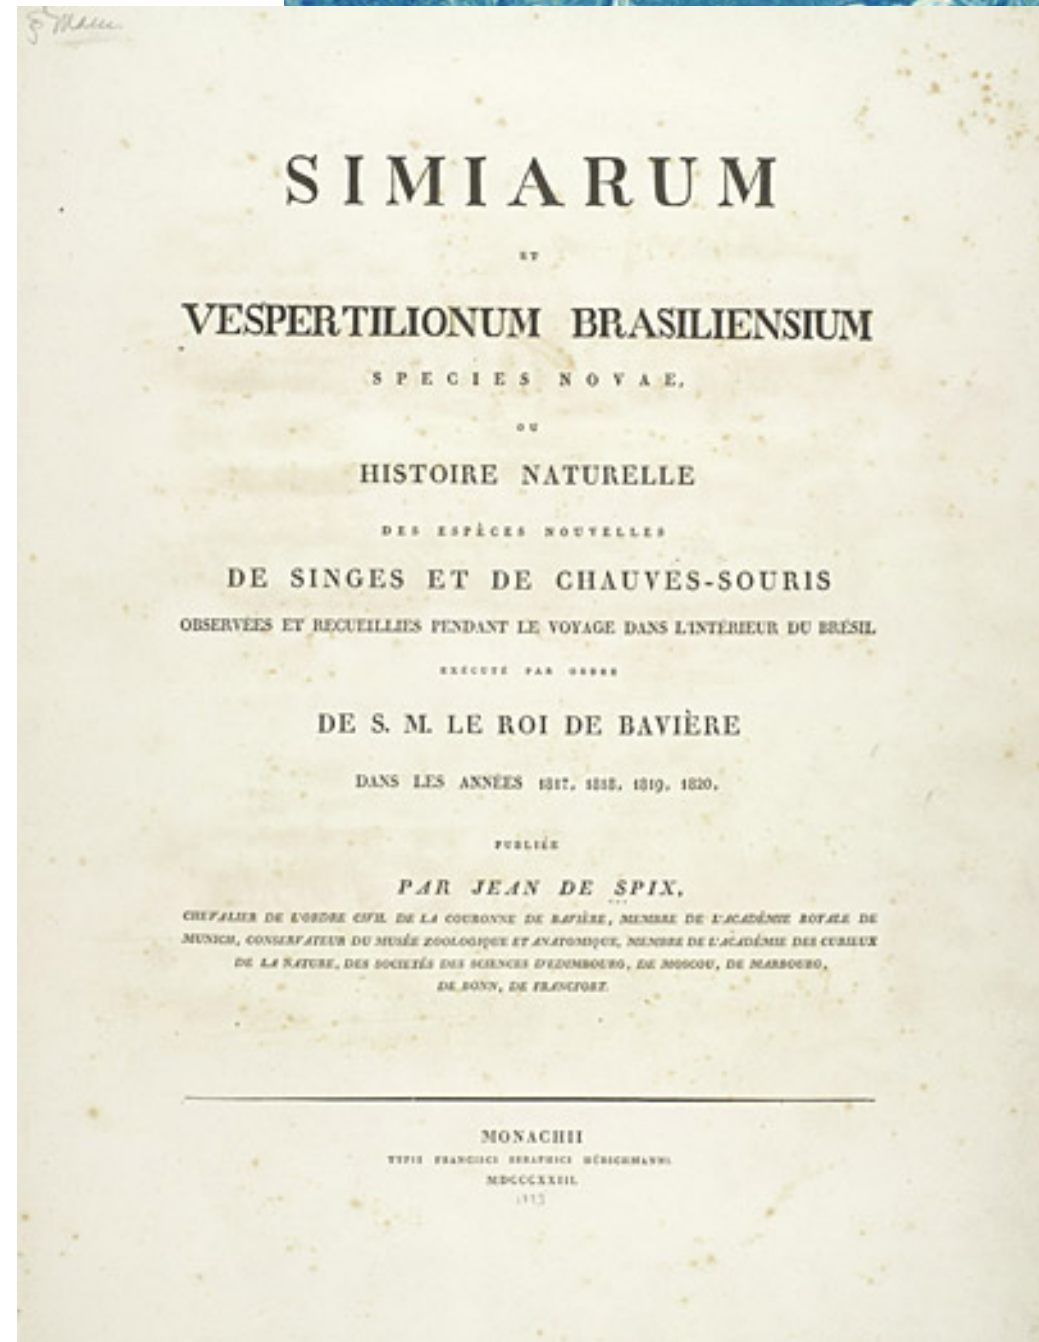 SIMIARUM
ET
VESPERTILIONUM BRASILIENSIUM
SPECIES NOVAE,
OU
HISTOIRE NATURELLE
DES ESPÈCES NOUVELLES
DE SINGES ET DE CHAUVES-SOURIS
OBSERVÉES ET RECUEILLIES PENDANT LE VOYAGE DANS L'INTÉRIEUR DU BRÉSIL
EXÉCUTÉ PAR ORDRE
DE S. M. LE ROI DE BAVIÈRE
DANS LES ANNÉES 1817, 1818, 1819, 1820,
PUBLIÉE
PAR JEAN DE SPIX,
CHEVALIER DE L'ORDRE CIVIL DE LA COURONNE DE BAVIÈRE, MEMBRE DE L'ACADÉMIE ROYALE DE
MUNICH, CONSERVATEUR DU MUSÉE ZOOLOGIQUE ET ANATOMIQUE, MEMBRE DE L'ACADÉMIE DES CURIEUX
DE LA NATURE, DES SOCIETÉS DES SCIENCES D'EDIMBOURG, DE MOSCOU, DE MARBOURG,
DE BONN, DE FRANCFORT.
MONACHII
TYPIS FRANCISCI SERAPHICI HÜBSCHMANNI.
MDCCCXXIII.